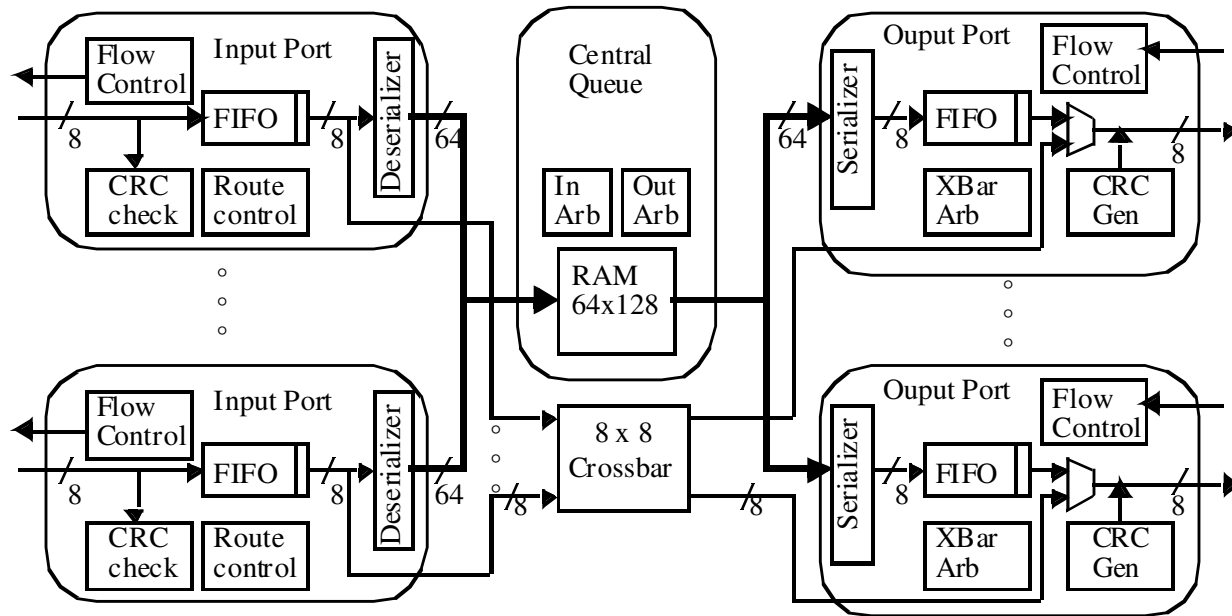 Input Port
Flow
Control
FIFO
Deserializer
8
8
64
CRC
check
Route
control
Central
Queue
In
Arb
Out
Arb
RAM
64x128
Ouput Port
Flow
Control
64
Serializer
8
FIFO
8
XBar
Arb
CRC
Gen
Input Port
Flow
Control
FIFO
Deserializer
8
8
64
CRC
check
Route
control
8 x 8
Crossbar
8
8
Ouput Port
Flow
Control
Serializer
8
FIFO
8
XBar
Arb
CRC
Gen